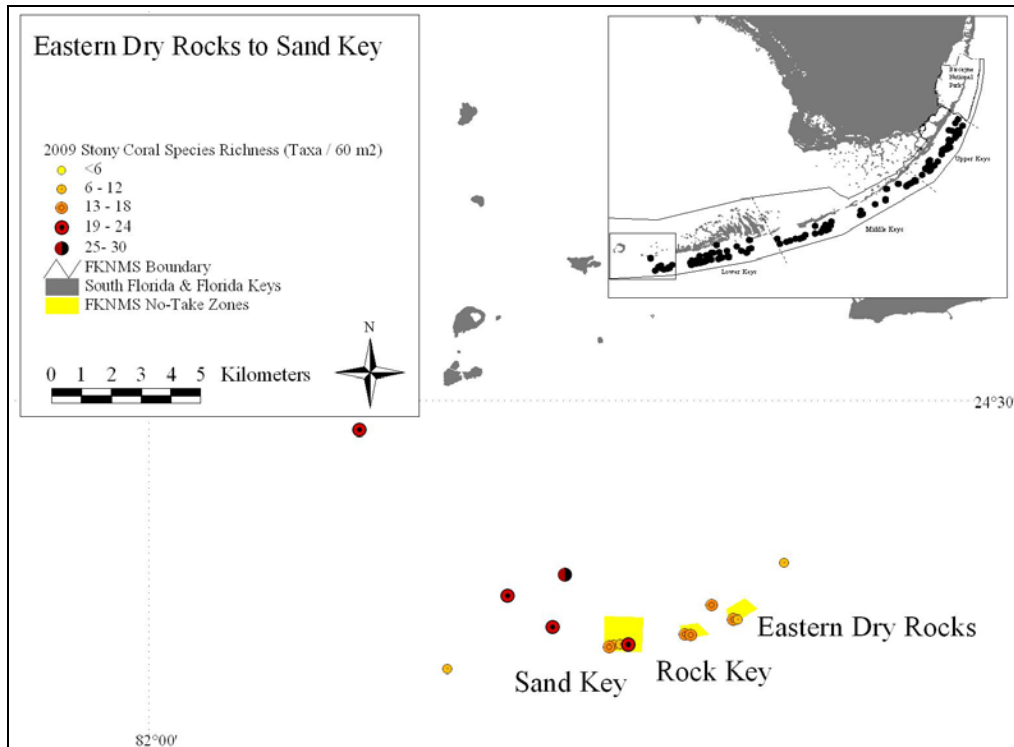 Eastern Dry Rocks to Sand Key
2009 Stony Coral Species Richness (Taxa / 60 m2)
<6
6 - 12
13 - 18
19 - 24
25- 30
FKNMS Boundary
South Florida & Florida Keys
FKNMS No-Take Zones
N
0 1 2 3 4 5 Kilometers
Biscayne
National
Park
Upper Keys
Middle Keys
Lower Keys
24°30'
Eastern Dry Rocks
Rock Key
Sand Key
82°00'